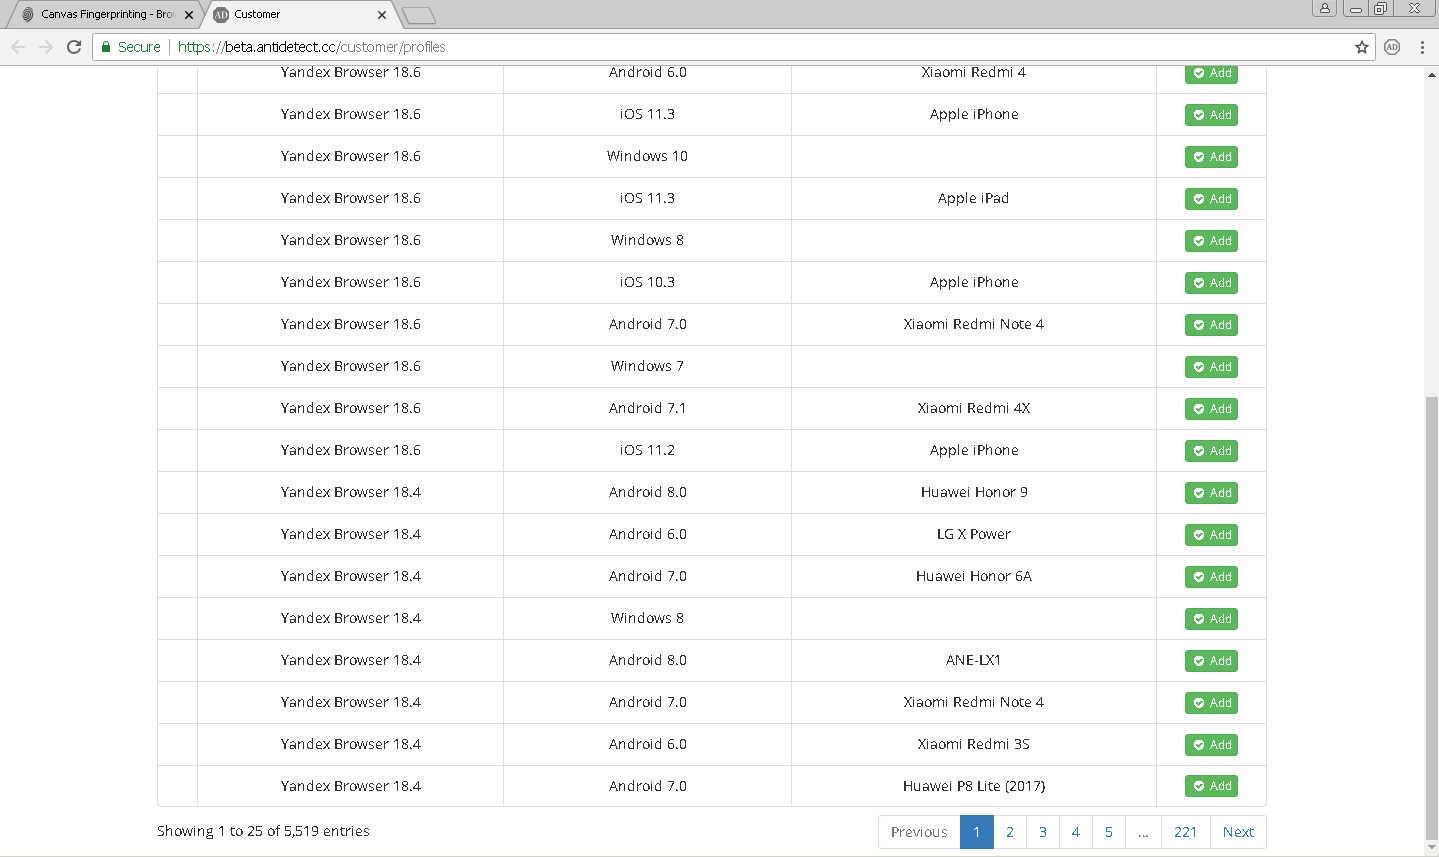 Canvas Fingerprinting - Brow
Customer
Secure https://beta.antidetect.cc/customer/profiles
Yandex Browser 18.6 Android 6.0 Xiaomi Redmi 4 Add
Yandex Browser 18.6 iOS 11.3 Apple iPhone Add
Yandex Browser 18.6 Windows 10 Add
Yandex Browser 18.6 iOS 11.3 Apple iPad Add
Yandex Browser 18.6 Windows 8 Add
Yandex Browser 18.6 iOS 10.3 Apple iPhone Add
Yandex Browser 18.6 Android 7.0 Xiaomi Redmi Note 4 Add
Yandex Browser 18.6 Windows 7 Add
Yandex Browser 18.6 Android 7.1 Xiaomi Redmi 4X Add
Yandex Browser 18.6 iOS 11.2 Apple iPhone Add
Yandex Browser 18.4 Android 8.0 Huawei Honor 9 Add
Yandex Browser 18.4 Android 6.0 LG X Power Add
Yandex Browser 18.4 Android 7.0 Huawei Honor 6A Add
Yandex Browser 18.4 Windows 8 Add
Yandex Browser 18.4 Android 8.0 ANE-LX1 Add
Yandex Browser 18.4 Android 7.0 Xiaomi Redmi Note 4 Add
Yandex Browser 18.4 Android 6.0 Xiaomi Redmi 3S Add
Yandex Browser 18.4 Android 7.0 Huawei P8 Lite (2017) Add
Showing 1 to 25 of 5,519 entries Previous 1 2 3 4 5 ... 221 Next